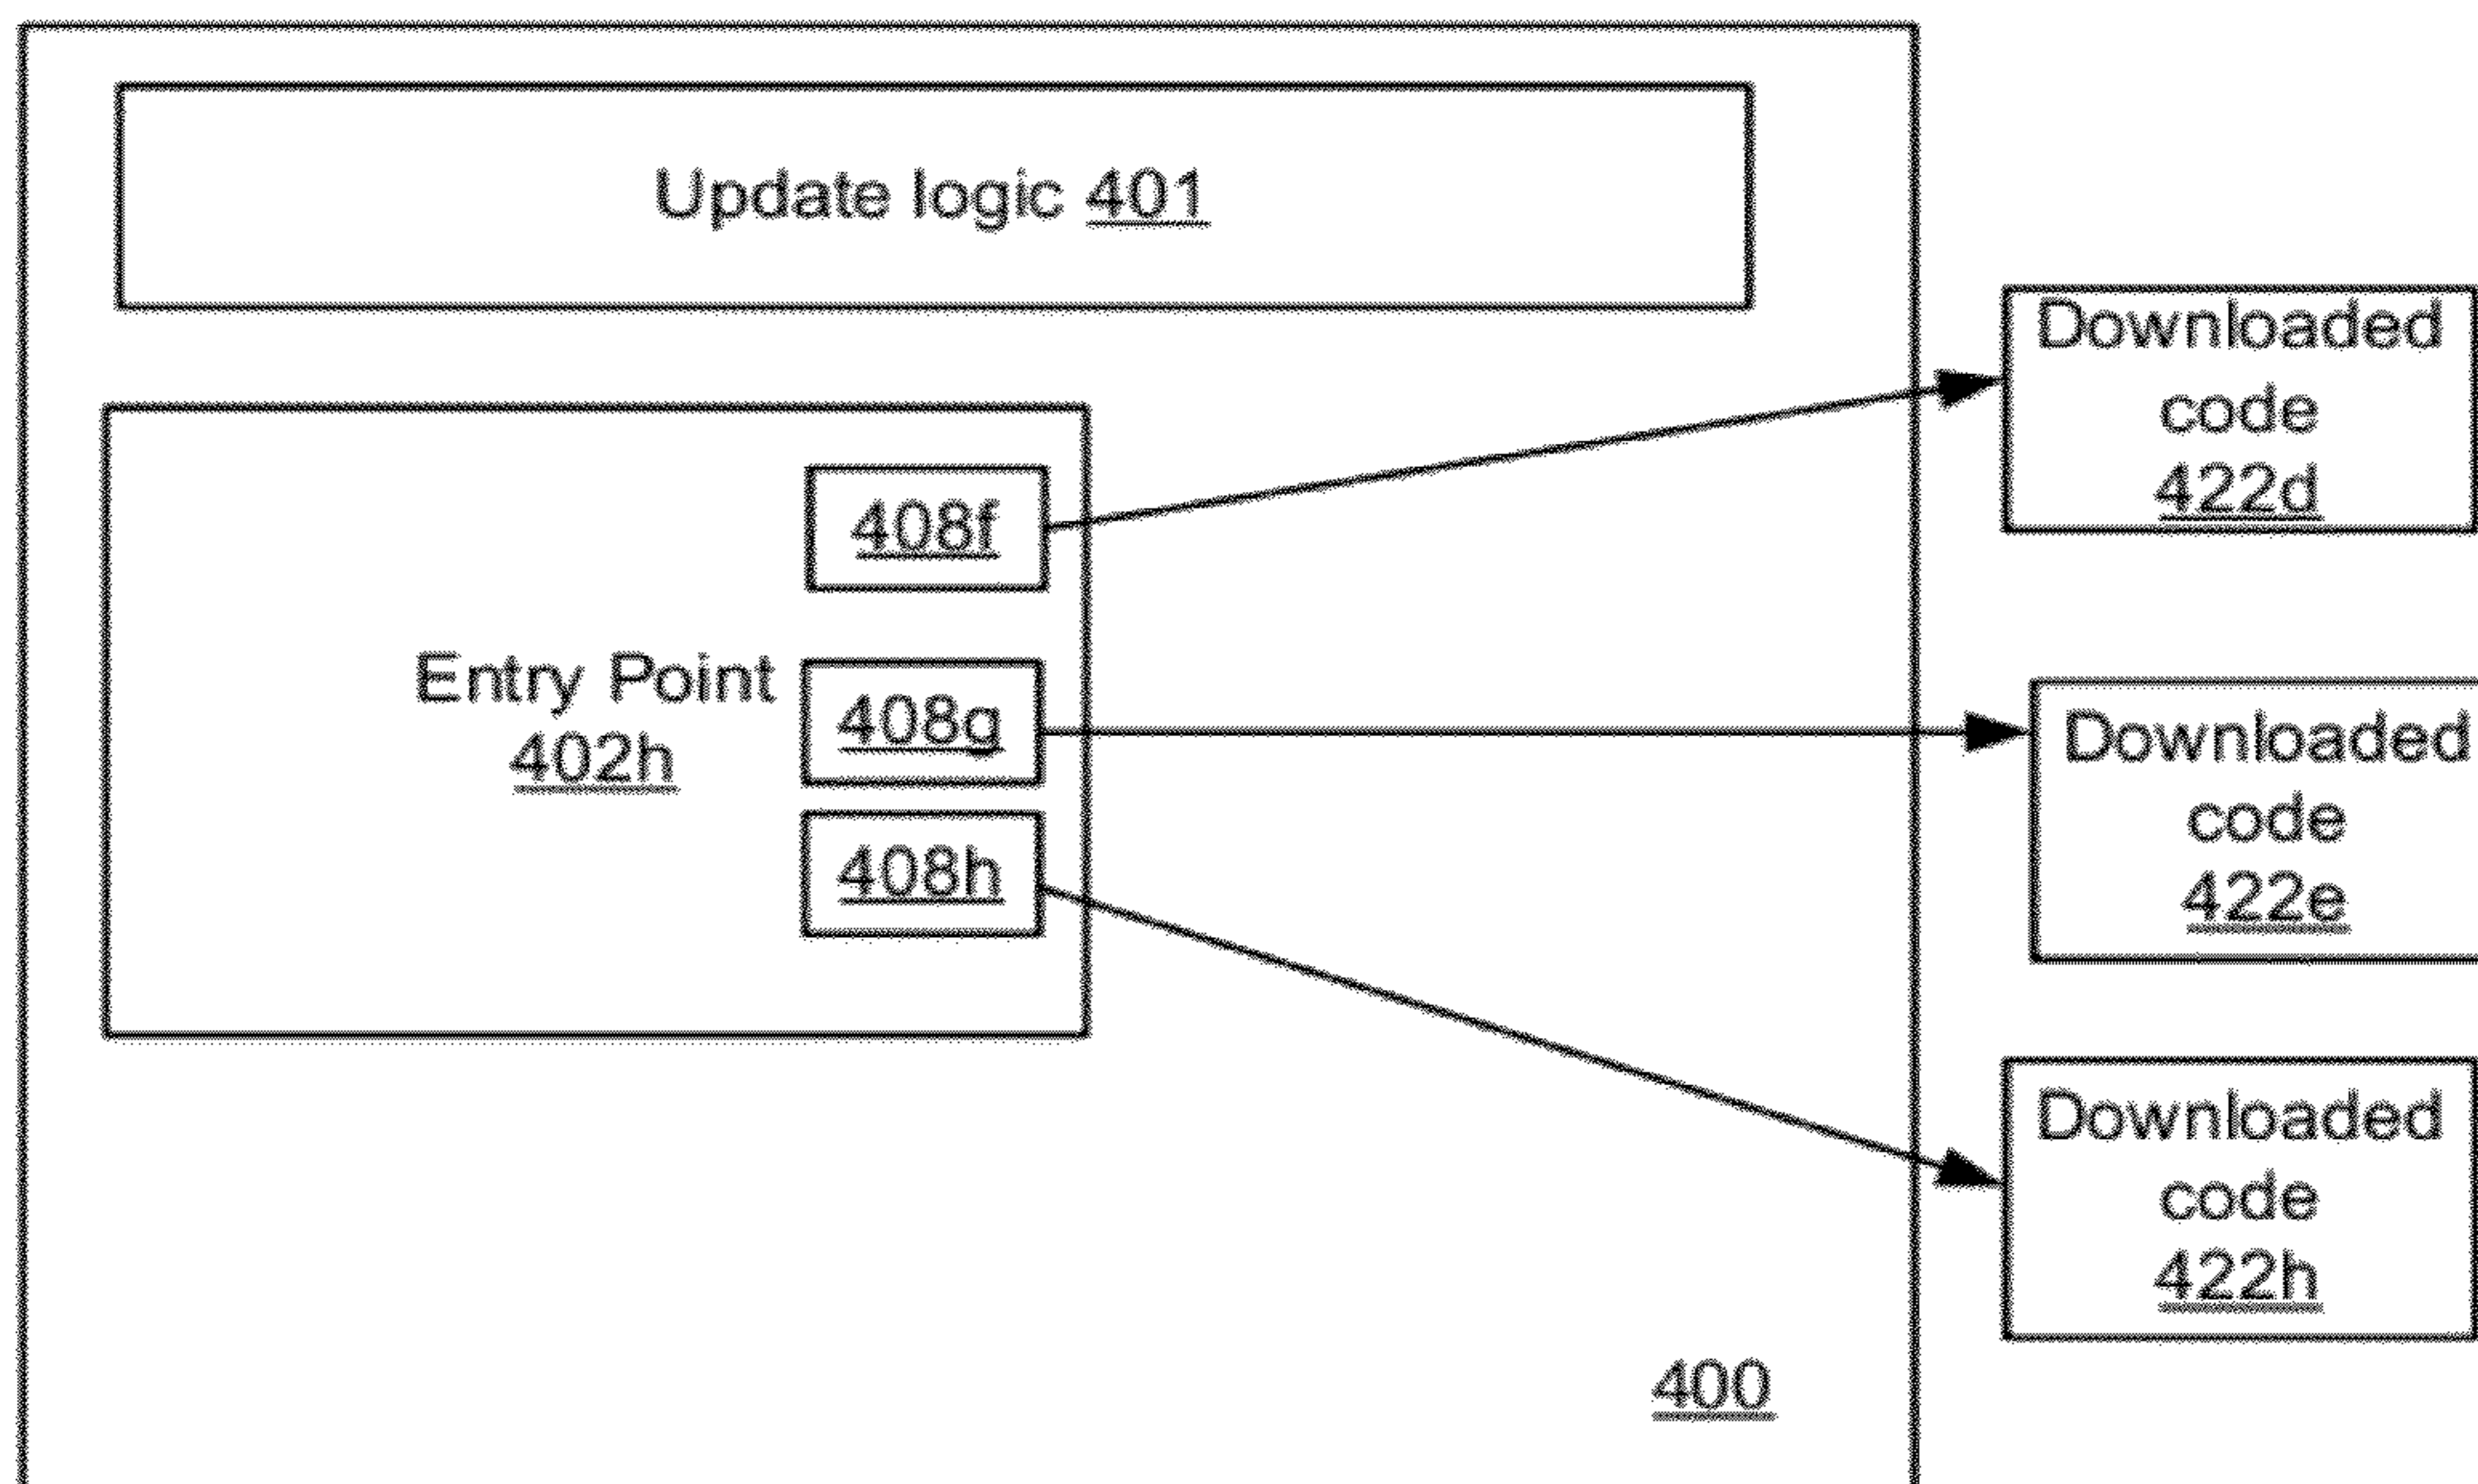 Update logic 401
Downloaded
code
422d
408f
Entry Point
402h
408g
408h
Downloaded
code
422e
Downloaded
code
422h
400